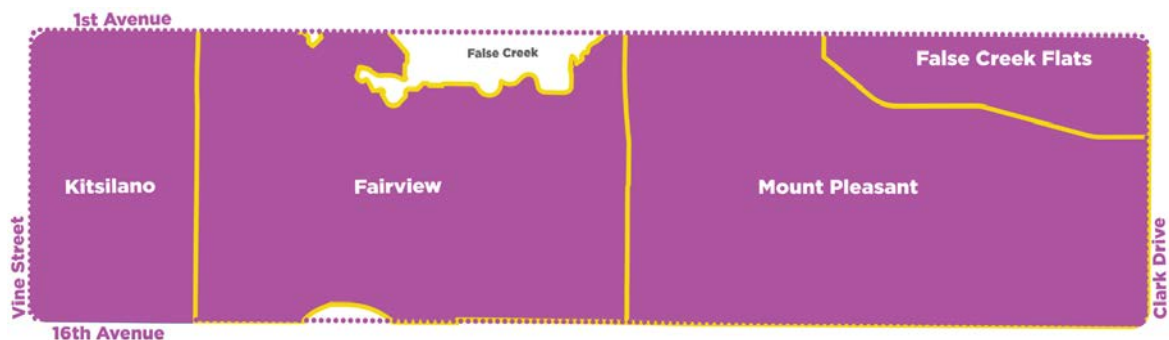 1st Avenue
False Creek
False Creek Flats
Kitsilano
Fairview
Mount Pleasant
Vine Street
Clark Drive
16th Avenue